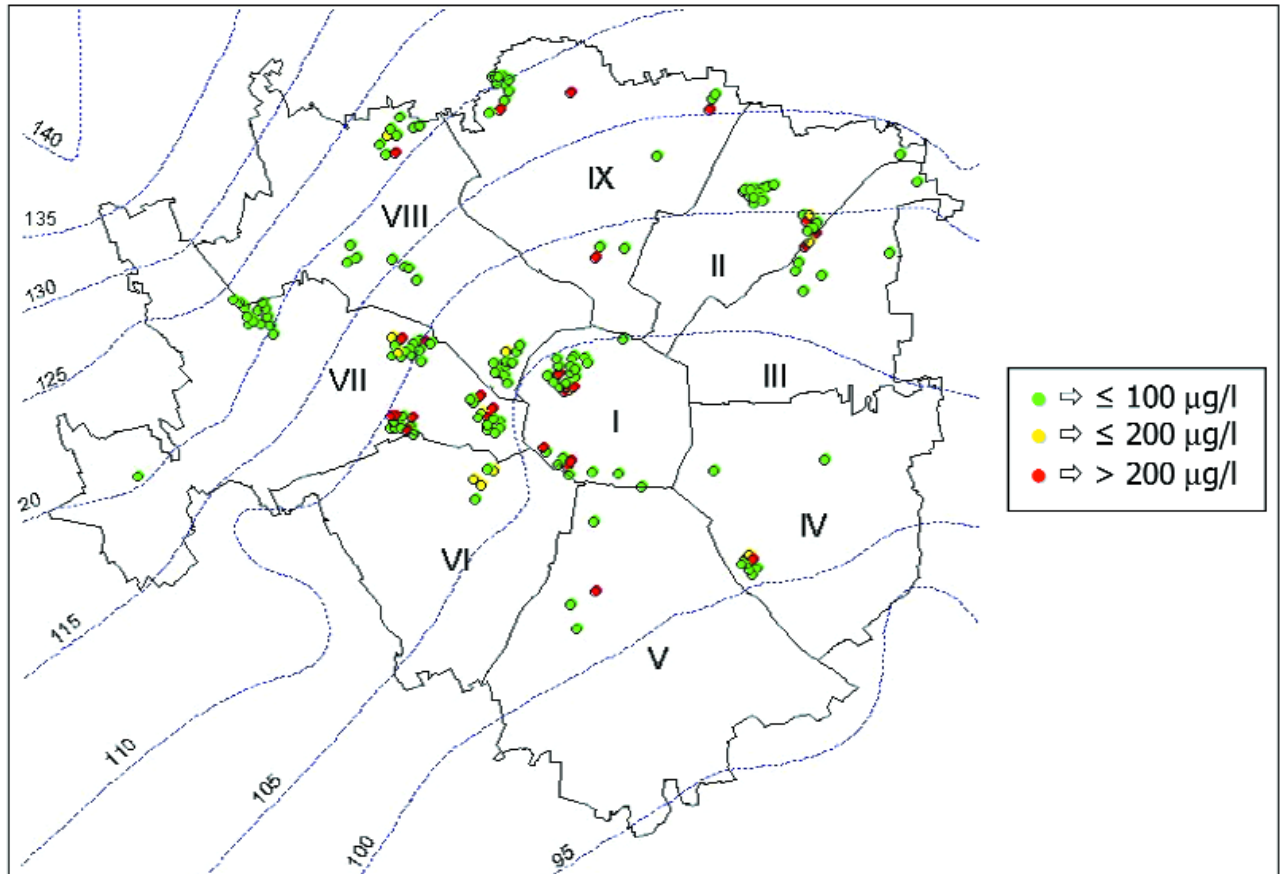 140
135
130
125
20
115
110
105
100
95
VIII
IX
II
VII
III
I
IV
VI
V
⇨ ≤ 100 µg/l
⇨ ≤ 200 µg/l
⇨ > 200 µg/l